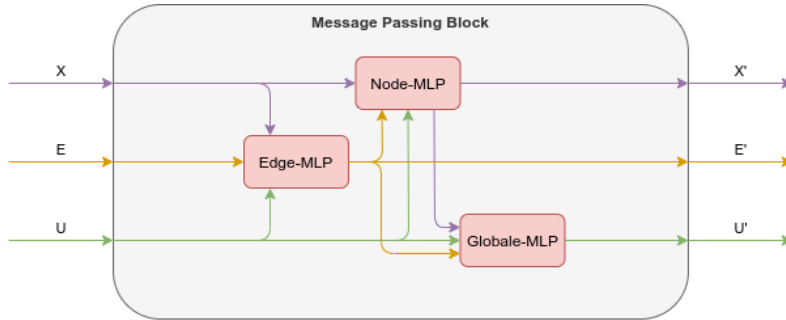 Message Passing Block
X
Node-MLP
X'
E
Edge-MLP
E'
U
Globale-MLP
U'